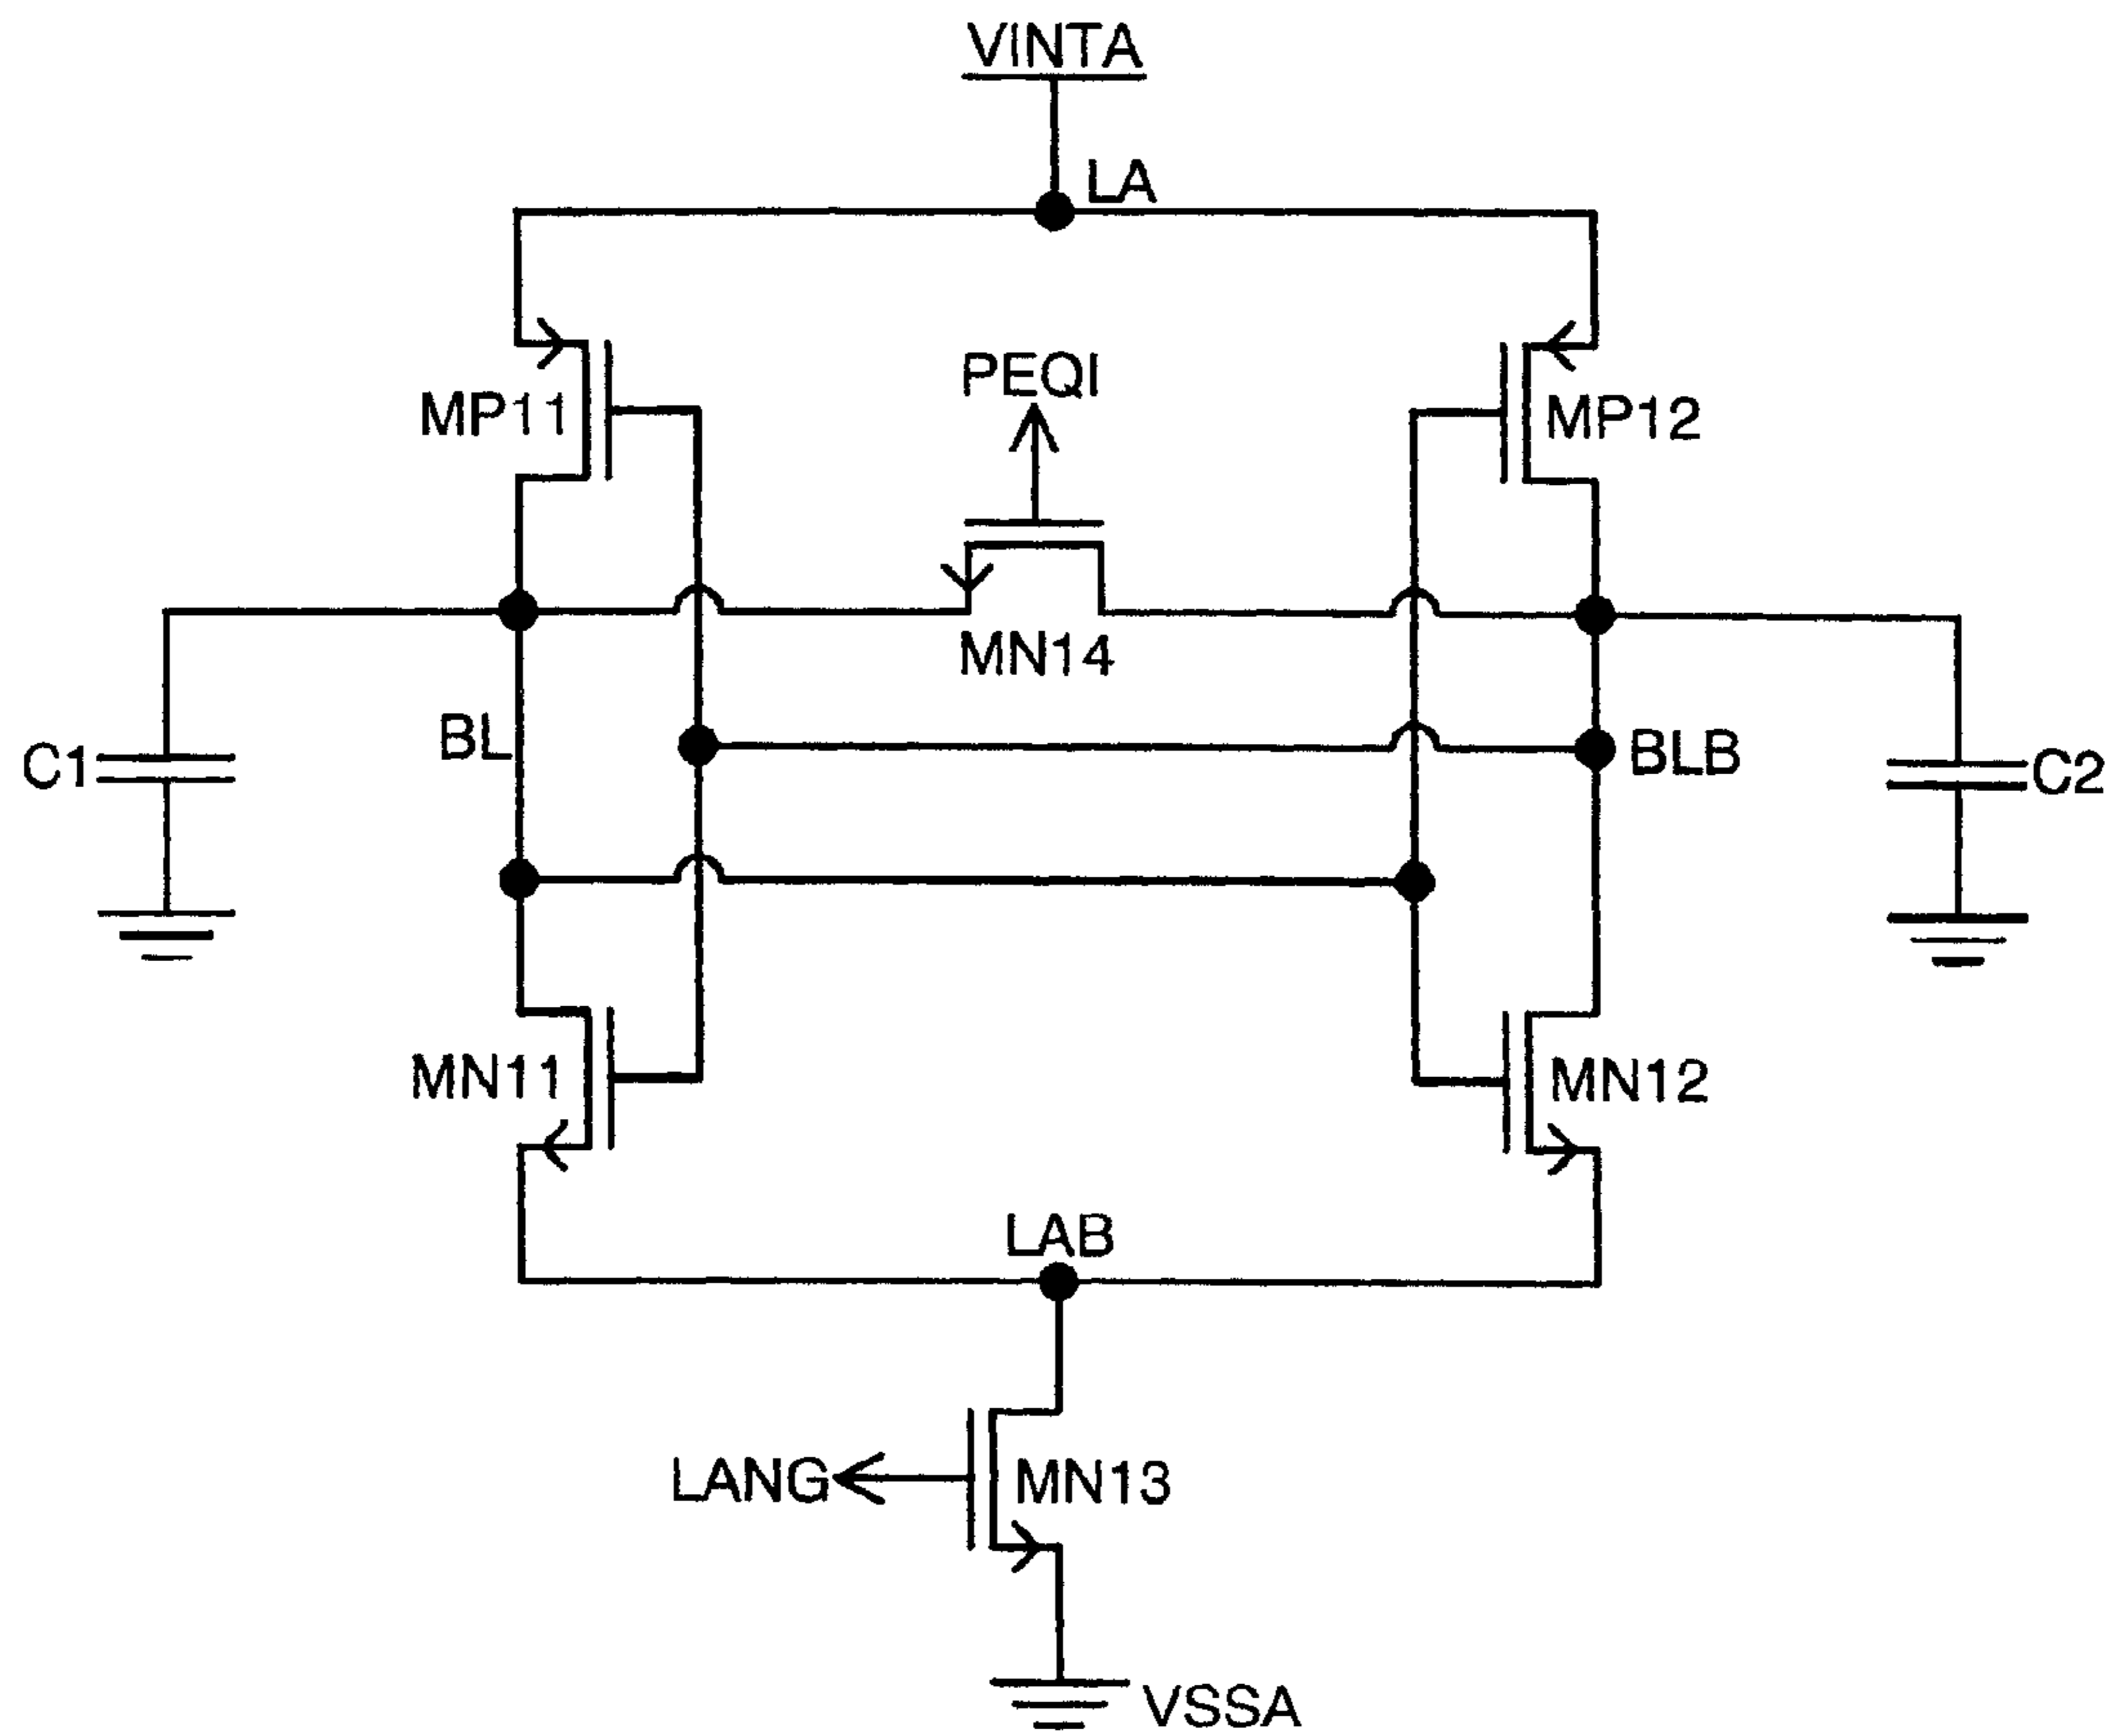 VINTA
LA
PEQI
MP11
MP12
MN14
BL
BLB
C1
C2
MN11
MN12
LAB
LANG
MN13
VSSA